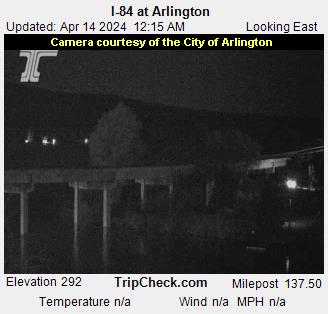 I-84 at Arlington
Updated: Apr 14 2024 12:15 AM Looking East
Camera courtesy of the City of Arlington
Elevation 292 TripCheck.com Milepost 137.50
Temperature n/a Wind n/a MPH n/a